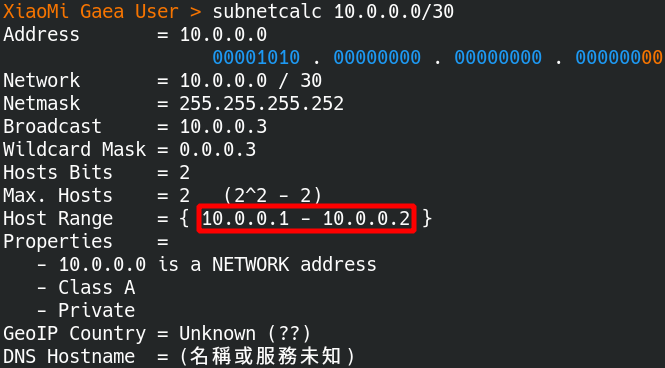 XiaoMi Gaea User > subnetcalc 10.0.0.0/30
Address       = 10.0.0.0
                   00001010 . 00000000 . 00000000 . 00000000
Network       = 10.0.0.0 / 30
Netmask       = 255.255.255.252
Broadcast     = 10.0.0.3
Wildcard Mask = 0.0.0.3
Hosts Bits    = 2
Max. Hosts    = 2   (2^2 - 2)
Host Range    = { 10.0.0.1 - 10.0.0.2 }
Properties    =
   - 10.0.0.0 is a NETWORK address
   - Class A
   - Private
GeoIP Country = Unknown (??)
DNS Hostname  = (名稱或服務未知)